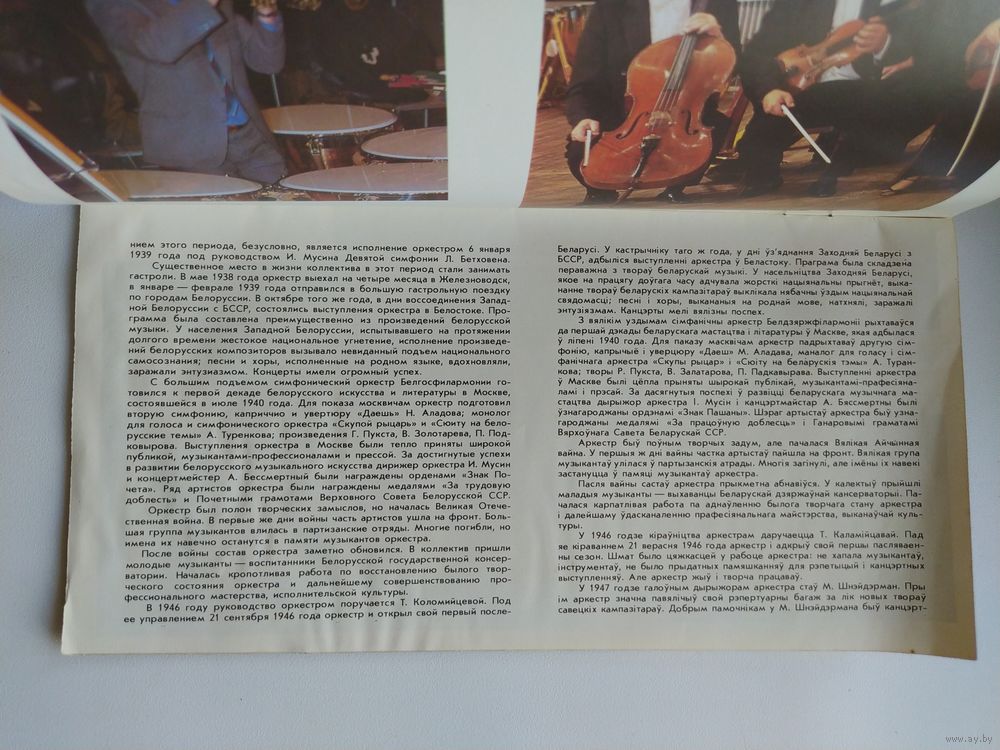 нием этого периода, безусловно, является исполнение оркестром 6 января
1939 года под руководством И. Мусина Девятой симфонии Л. Бетховена.
Существенное место в жизни коллектива в этот период стали занимать
гастроли. В мае 1938 года оркестр выехал на четыре месяца в Железноводск,
в январе — феврале 1939 года отправился в большую гастрольную поездку
по городам Белоруссии. В октябре того же года, в дни воссоединения Запад-
ной Белоруссии с БССР, состоялись выступления оркестра в Белостоке. Про-
грамма была составлена преимущественно из произведений белорусской
музыки. У населения Западной Белоруссии, испытывавшего на протяжении
долгого времени жестокое национальное угнетение, исполнение произведе-
ний белорусских композиторов вызывало невиданный подъем национального
самосознания; песни и хоры, исполненные на родном языке, вдохновляли,
заражали энтузиазмом. Концерты имели огромный успех.
С большим подъемом симфонический оркестр Белгосфилармонии го-
товился к первой декаде белорусского искусства и литературы в Москве,
состоявшейся в июле 1940 года. Для показа москвичам оркестр подготовил
вторую симфонию, каприччио и увертюру «Даешь» Н. Аладова; монолог
для голоса и симфонического оркестра «Скупой рыцарь» и «Сюиту на бело-
русские темы» А. Туренкова; произведения Г. Пукста, В. Золотарева, П. Под-
ковырова. Выступления оркестра в Москве были тепло приняты широкой
публикой, музыкантами-профессионалами и прессой. За достигнутые успехи
в развитии белорусского музыкального искусства дирижер оркестра И. Мусин
и концертмейстер А. Бессмертный были награждены орденами «Знак По-
чета». Ряд артистов оркестра были награждены медалями «За трудовую
доблесть» и Почетными грамотами Верховного Совета Белорусской ССР.
Оркестр был полон творческих замыслов, но началась Великая Отече-
ственная война. В первые же дни войны часть артистов ушла на фронт. Боль-
шая группа музыкантов влилась в партизанские отряды. Многие погибли, но
имена их навечно останутся в памяти музыкантов оркестра.
После войны состав оркестра заметно обновился. В коллектив пришли
молодые музыканты — воспитанники Белорусской государственной консер-
ватории. Началась кропотливая работа по восстановлению былого твор-
ческого состояния оркестра и дальнейшему совершенствованию про-
фессионального мастерства, исполнительской культуры.
В 1946 году руководство оркестром поручается Т. Коломийцевой. Под
ее управлением 21 сентября 1946 года оркестр и открыл свой первый после-
Беларусі. У кастрычніку таго ж года, у дні ўз'яднання Заходняй Беларусі з
БССР, адбыліся выступленні аркестра ў Беластоку. Праграма была складзена
пераважна з твораў беларускай музыкі. У насельніцтва Заходняй Беларусі,
якое на працягу доўгага часу адчувала жорсткі нацыянальны прыгнёт, выка-
нанне твораў беларускіх кампазітараў выклікала нябачны ўздым нацыянальнай
свядомасці; песні і хоры, выкананыя на роднай мове, натхнялі, заражалі
энтузіязмам. Канцэрты мелі вялізны поспех.
З вялікім уздымам сімфанічны аркестр Белдзяржфілармоніі рыхтаваўся
да першай дэкады беларускага мастацтва і літаратуры ў Маскве, якая адбылася
ў ліпені 1940 года. Для паказу масквічам аркестр падрыхтаваў другую сім-
фонію, капрычыё і уверцюру «Даеш» М. Аладава, маналог для голасу і сім-
фанічнага аркестра «Скупы рыцар» і «Сюіту на беларускія тэмы» А. Туран-
кова; творы Р. Пукста, В. Залатарова, П. Падкавырава. Выступленні аркестра
ў Маскве былі цёпла прыняты шырокай публікай, музыкантамі-прафесіяна-
ламі і прэсай. За дасягнутыя поспехі ў развіцці беларускага музычнага ма-
стацтва дырыжор аркестра І. Мусін і канцэртмайстар А. Бяссмертны былі
ўзнагароджаны ордэнамі «Знак Пашаны». Шэраг артыстаў аркестра быў узна-
гароджаны медалямі «За працоўную доблесць» і Ганаровымі граматамі
Вярхоўнага Савета Беларускай ССР.
Аркестр быў поўным творчых задум, але пачалася Вялікая Айчынная
вайна. У першыя ж дні вайны частка артыстаў пайшла на фронт. Вялікая група
музыкантаў улілася ў партызанскія атрады. Многія загінулі, але імёны іх навекі
застануцца ў памяці музыкантаў аркестра.
Пасля вайны састаў аркестра прыкметна абнавіўся. У калектыў прыйшлі
маладыя музыканты — выхаванцы Беларускай дзяржаўнай кансерваторыі. Па-
чалася карпатлівая работа па аднаўленню былога творчага стану аркестра
і далейшаму ўдасканаленню прафесіянальнага майстэрства, выканаўчай куль-
туры.
У 1946 годзе кіраўніцтва аркестрам даручаецца Т. Каламійцавай. Пад
яе кіраваннем 21 верасня 1946 года аркестр і адкрыў свой першы пасляваен-
ны сезон. Шмат было цяжкасцей у рабоце аркестра: не хапала музыкантаў,
інструментаў, не было прыдатных памяшканняў для рэпетыцый і канцэртных
выступленняў. Але аркестр жыў і творча працаваў.
У 1947 годзе галоўным дырыжорам аркестра стаў М. Шнэйдэрман. Пры
ім аркестр значна павялічыў свой рэпертуарны багаж за лік новых твораў
савецкіх кампазітараў. Добрым памочнікам у М. Шнэйдэрмана быў канцэрт-
www.ay.by